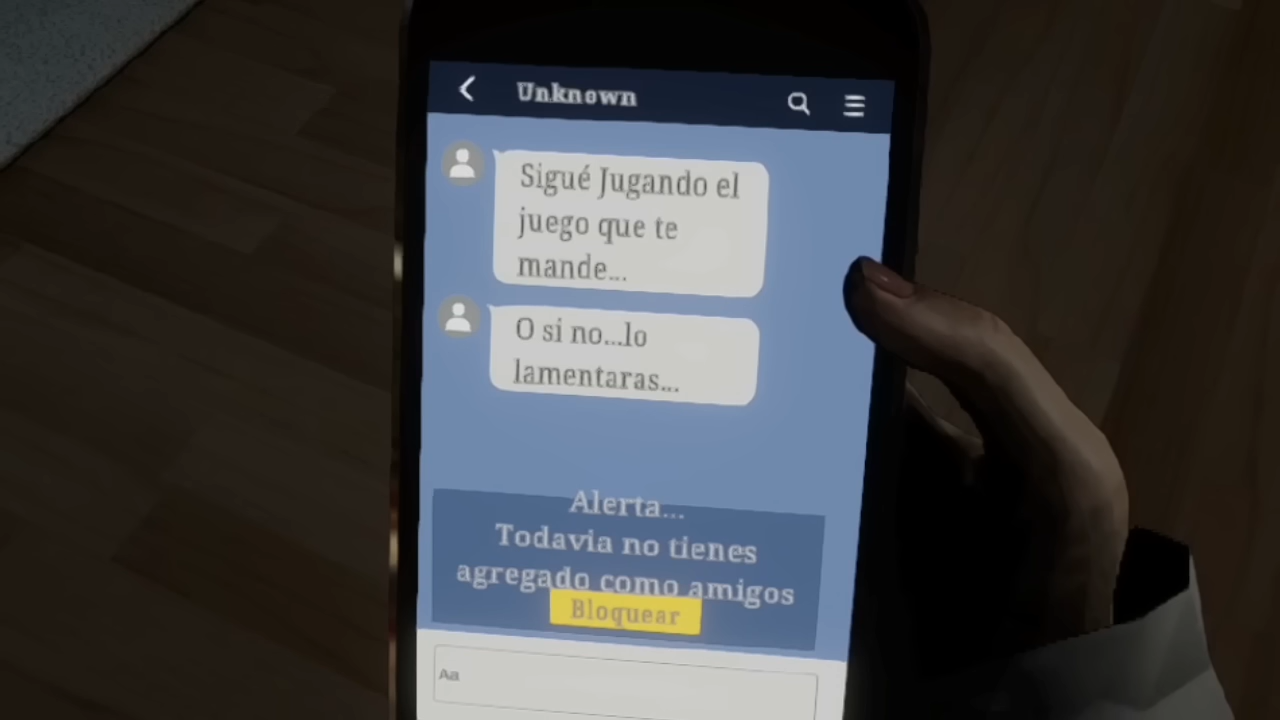 Unknown
Sigué Jugando el
juego que te
mande...
O si no...lo
lamentaras...
Alerta...
Todavia no tienes
agregado como amigos
Bloquear
Aa